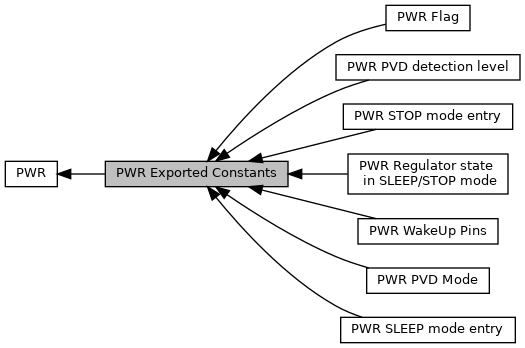 PWR Flag
PWR PVD detection level
PWR STOP mode entry
PWR
PWR Exported Constants
PWR Regulator state
in SLEEP/STOP mode
PWR WakeUp Pins
PWR PVD Mode
PWR SLEEP mode entry